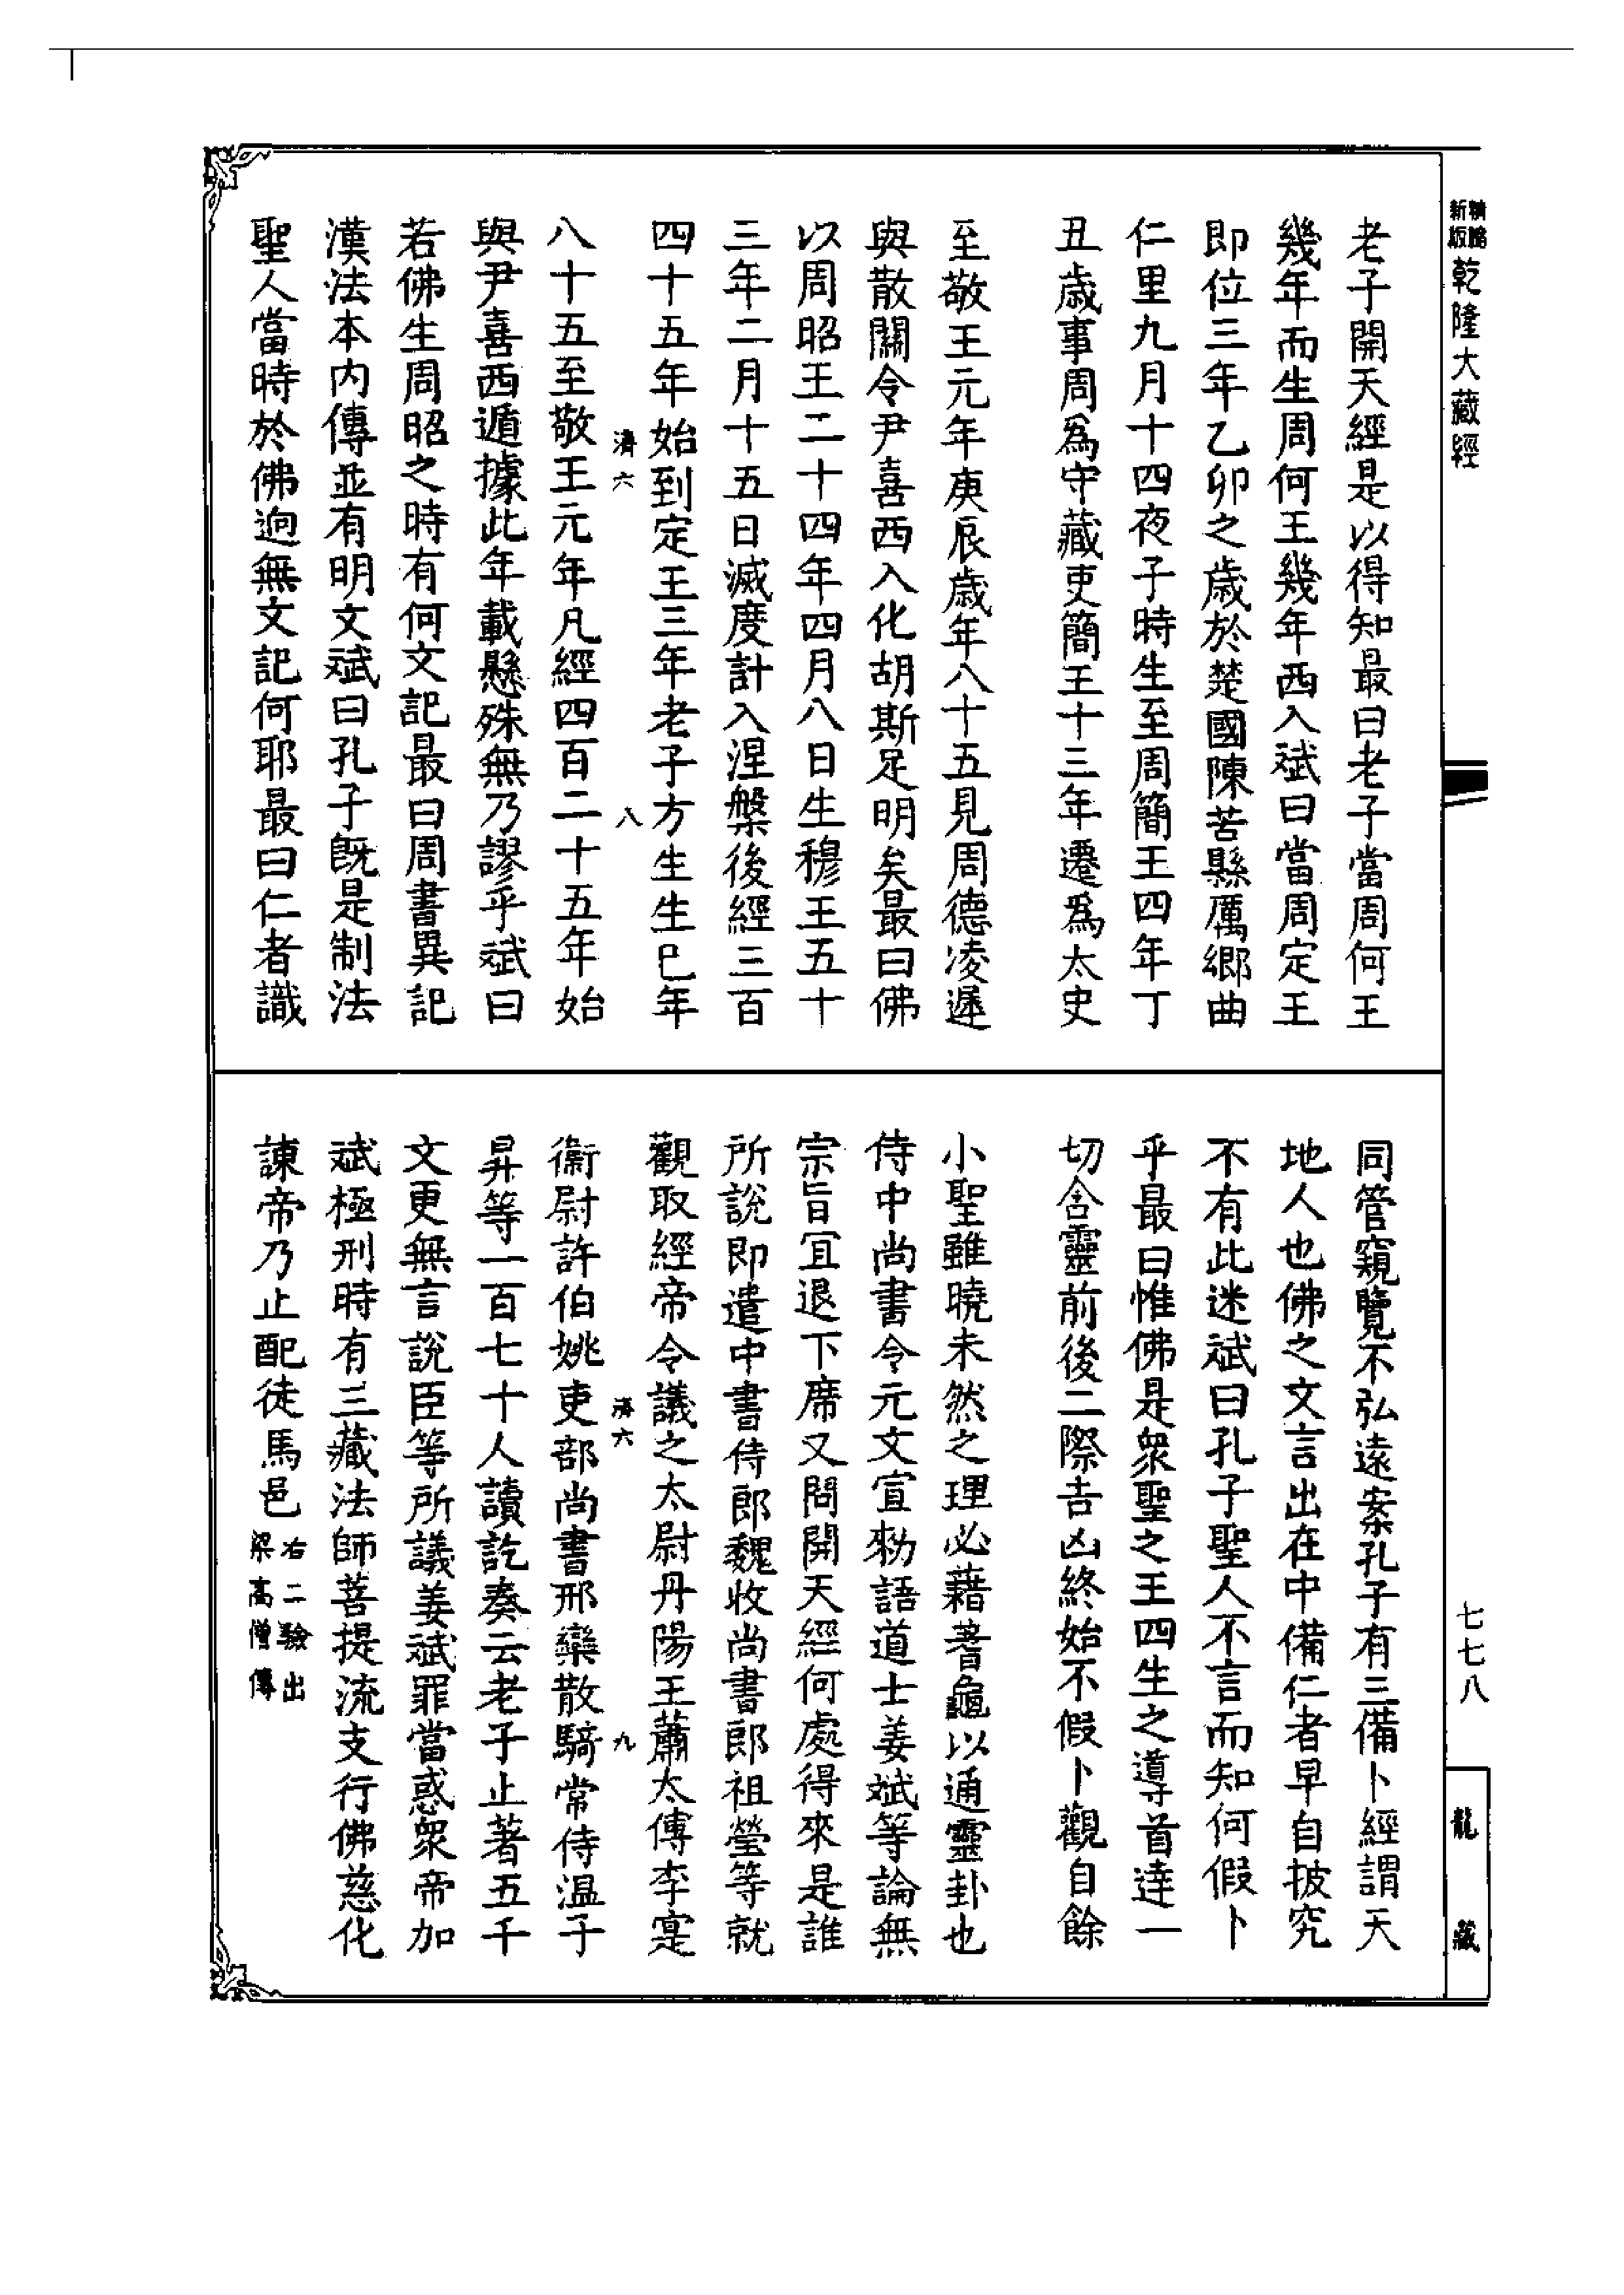 新版精縮
乾隆大藏經
老子開天經是以得知最曰老子當周何王
幾年而生周何王幾年西入斌曰當周定王
即位三年乙卯之歲於楚國陳苦縣厲鄉曲
仁里九月十四夜子時生至周簡王四年丁
丑歲事周爲守藏吏簡王十三年遷爲太史
至敬王元年庚辰歲年八十五見周德凌遲
與散關令尹喜西入化胡斯足明矣最曰佛
以周昭王二十四年四月八日生穆王五十
三年二月十五日滅度計入涅槃後經三百
四十五年始到定王三年老子方生生巳年
濟六 八
八十五至敬王元年凡經四百二十五年始
與尹喜西遁據此年載懸殊無乃謬乎斌曰
若佛生周昭之時有何文記最曰周書異記
漢法本內傳並有明文斌曰孔子既是制法
聖人當時於佛迥無文記何耶最曰仁者識
同管窺覽不弘遠案孔子有三備卜經謂天
地人也佛之文言出在中備仁者早自披究
不有此迷斌曰孔子聖人不言而知何假卜
乎最曰惟佛是衆聖之王四生之導首達一
切含靈前後二際吉凶終始不假卜觀自餘
小聖雖曉未然之理必藉蓍龜以通靈卦也
侍中尚書令元文宣勑語道士姜斌等論無
宗旨宜退下席又問開天經何處得來是誰
所說即遣中書侍郎魏收尚書郎祖瑩等就
觀取經帝令議之太尉丹陽王蕭太傅李寔
濟六 九
衞尉許伯姚吏部尚書邢欒散騎常侍溫子
昇等一百七十人讀訖奏云老子止著五千
文更無言說臣等所議姜斌罪當惑衆帝加
斌極刑時有三藏法師菩提流支行佛慈化
諫帝乃止配徒馬邑右二驗出梁高僧傳
七七八
龍藏